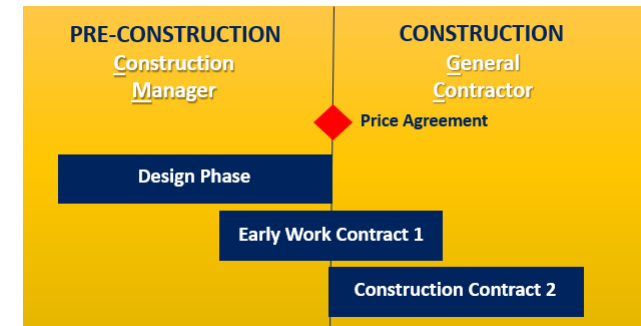 PRE-CONSTRUCTION
Construction
Manager
CONSTRUCTION
General
Contractor
Price Agreement
Design Phase
Early Work Contract 1
Construction Contract 2